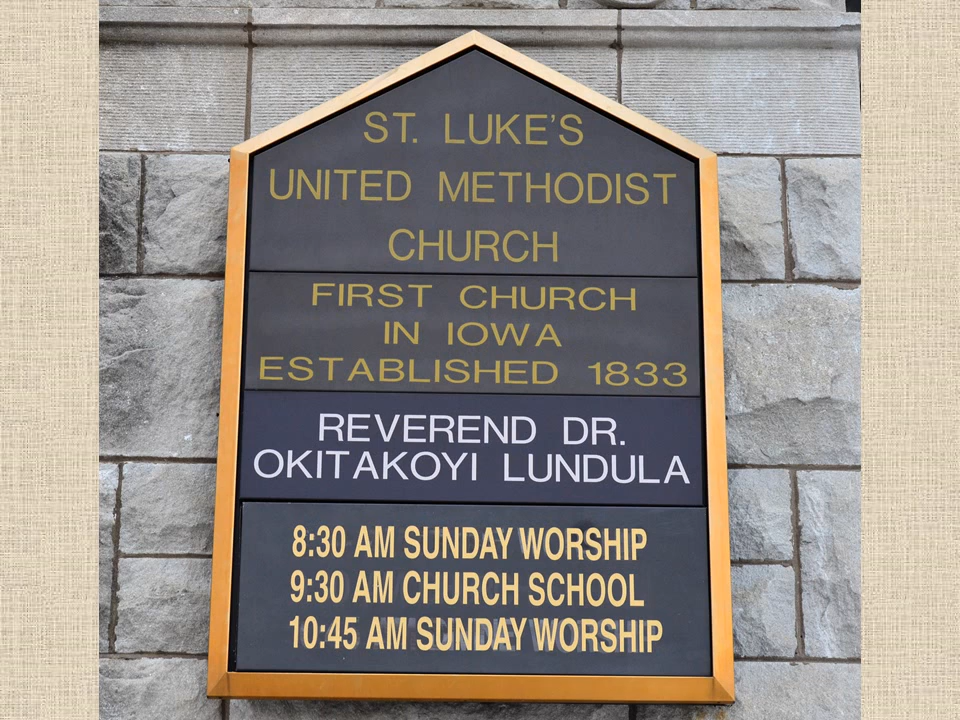 ST. LUKE'S
UNITED METHODIST
CHURCH
FIRST CHURCH
IN IOWA
ESTABLISHED 1833
REVEREND DR.
OKITAKOYI LUNDULA
8:30 AM SUNDAY WORSHIP
9:30 AM CHURCH SCHOOL
10:45 AM SUNDAY WORSHIP